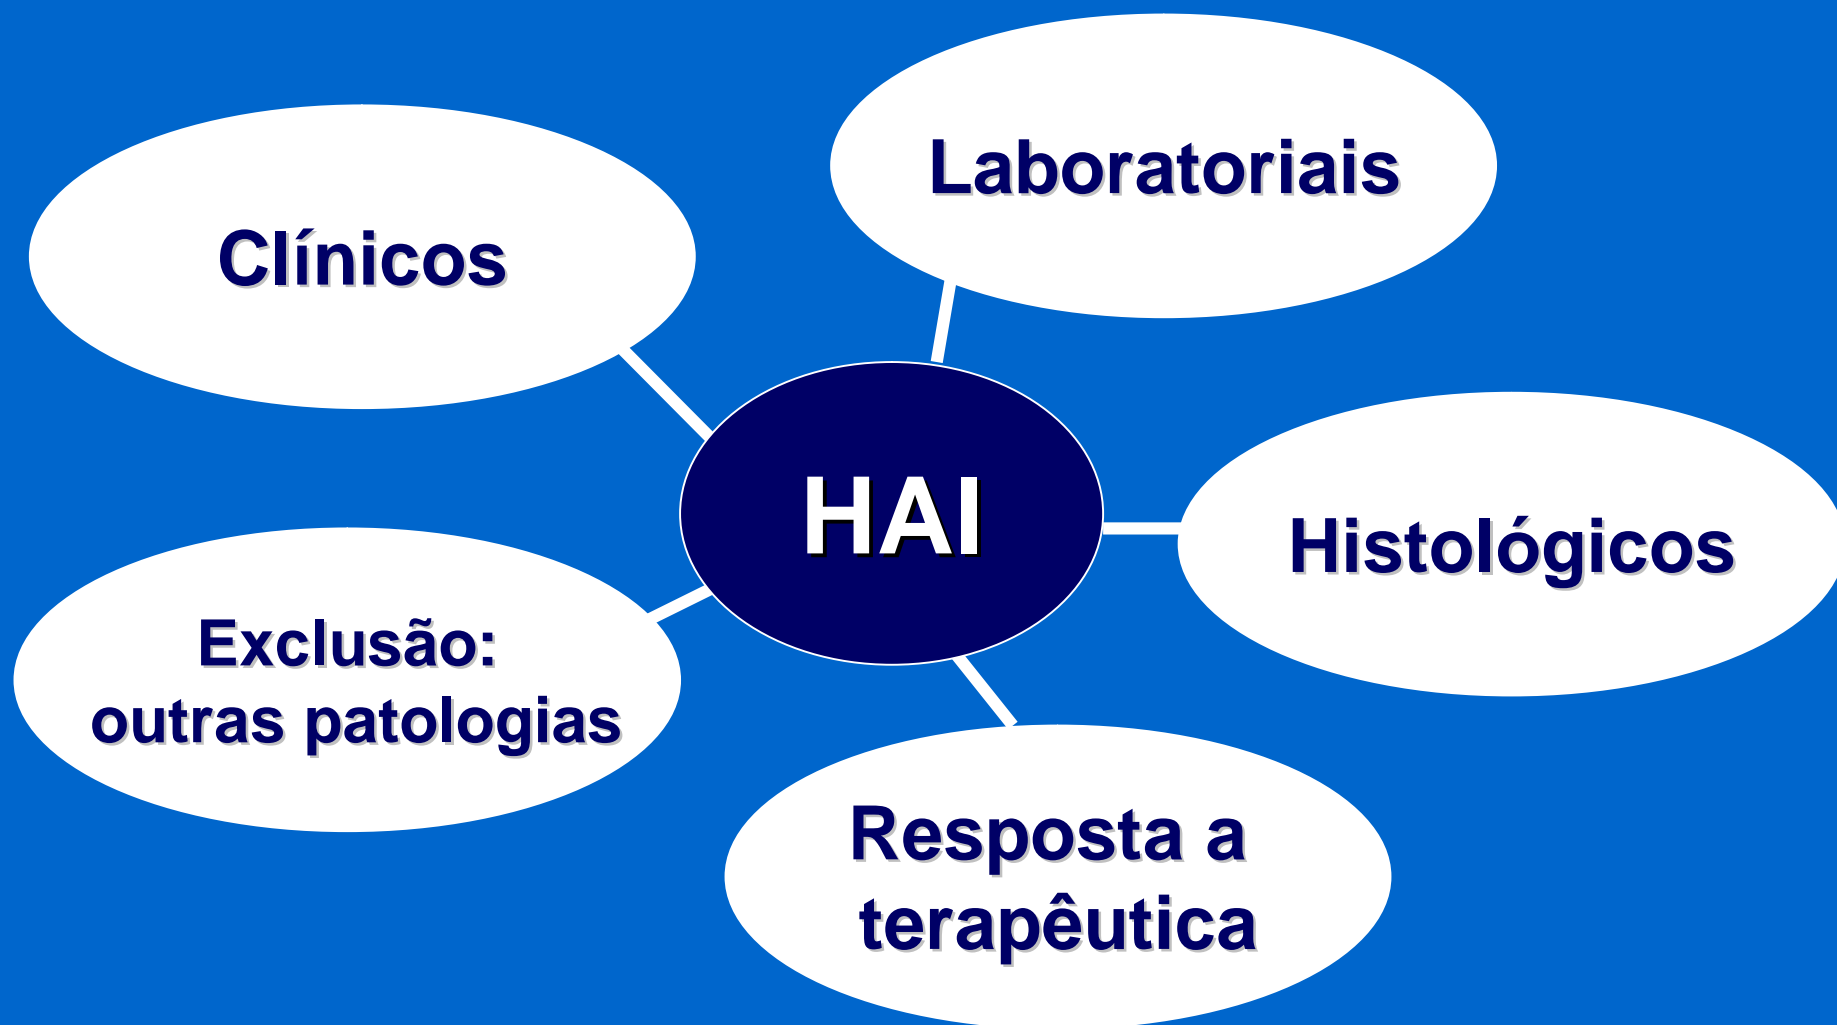 Laboratoriais
Clínicos
HAI
Histológicos
Exclusão:
outras patologias
Resposta a
terapêutica